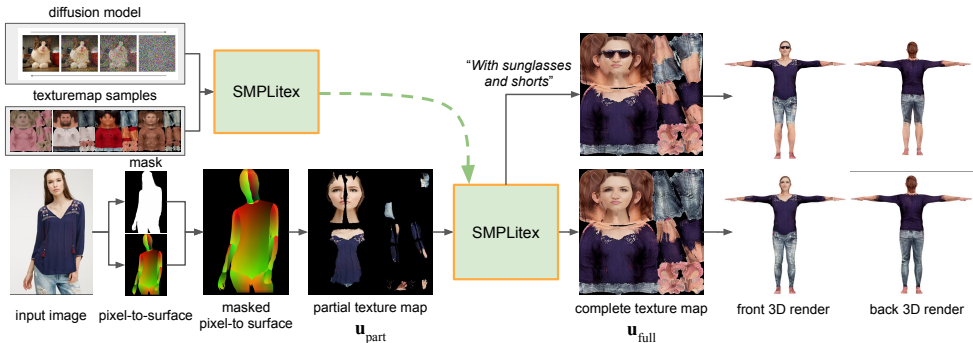 diffusion model
texturemap samples
SMPLitex
"With sunglasses
and shorts"
mask
SMPLitex
input image
pixel-to-surface
masked
pixel-to surface
partial texture map
u_part
complete texture map
u_full
front 3D render
back 3D render